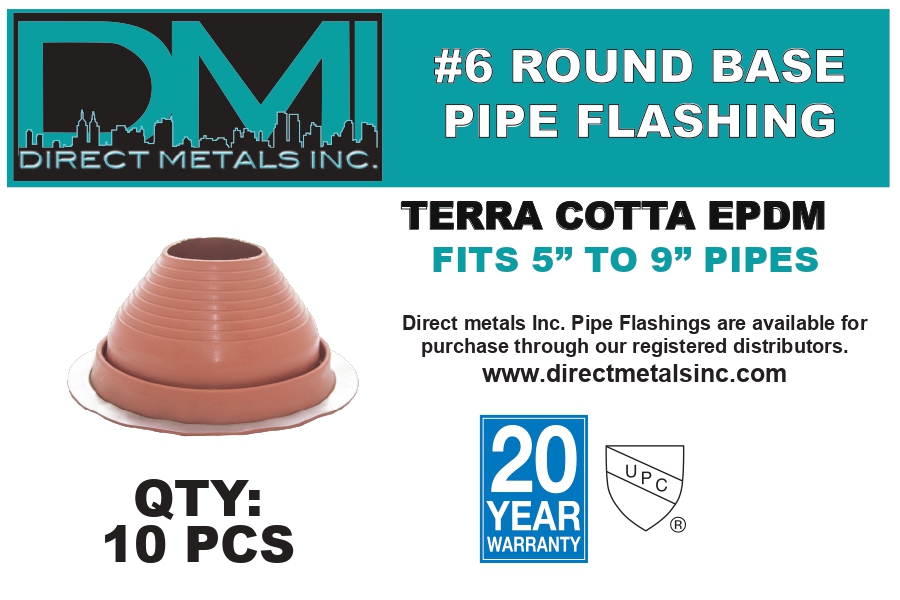 DMI
DIRECT METALS INC.
#6 ROUND BASE
PIPE FLASHING
TERRA COTTA EPDM
FITS 5” TO 9” PIPES
Direct metals Inc. Pipe Flashings are available for
purchase through our registered distributors.
www.directmetalsinc.com
QTY:
10 PCS
20
YEAR
WARRANTY
UPC
®